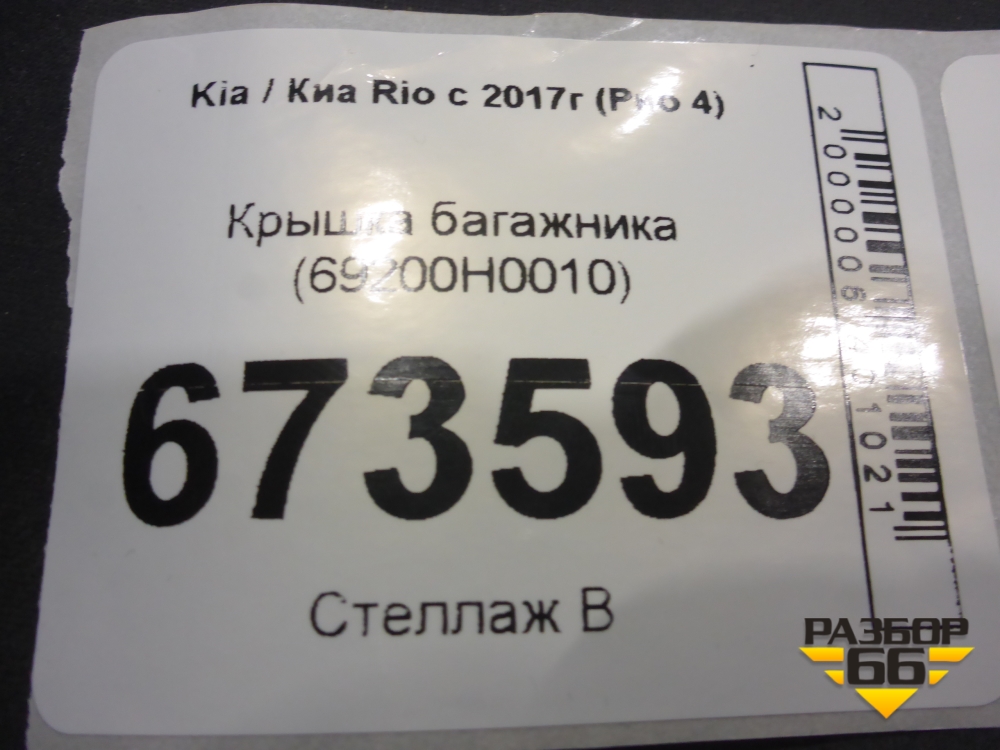 Kia / Киа Rio с 2017г (Рио 4)
Крышка багажника
(69200H0010)
673593
Стеллаж В
РАЗБОР
66